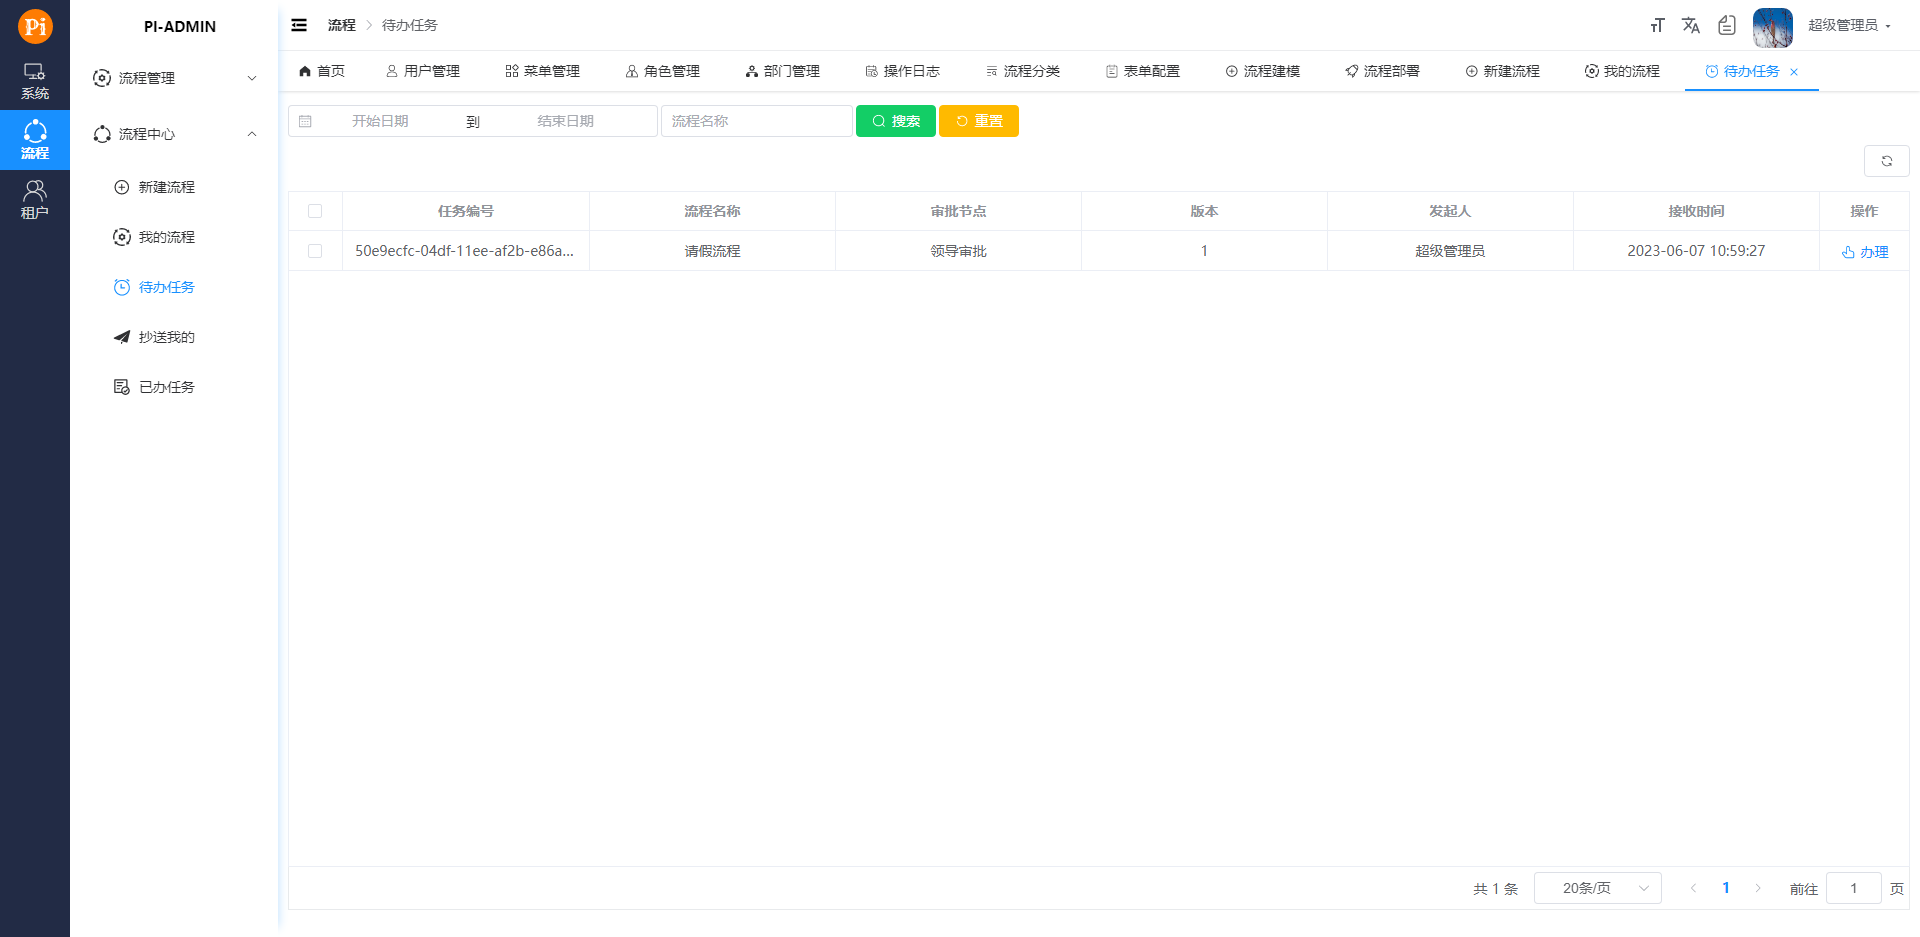 Pi
PI-ADMIN
流程 > 待办任务
超级管理员
系统
流程
租户
流程管理
流程中心
新建流程
我的流程
待办任务
抄送我的
已办任务
首页 用户管理 菜单管理 角色管理 部门管理 操作日志 流程分类 表单配置 流程建模 流程部署 新建流程 我的流程 待办任务 ×
开始日期 到 结束日期 流程名称 搜索 重置
任务编号 流程名称 审批节点 版本 发起人 接收时间 操作
50e9ecfc-04df-11ee-af2b-e86a... 请假流程 领导审批 1 超级管理员 2023-06-07 10:59:27 办理
共 1 条 20条/页 < 1 > 前往 1 页